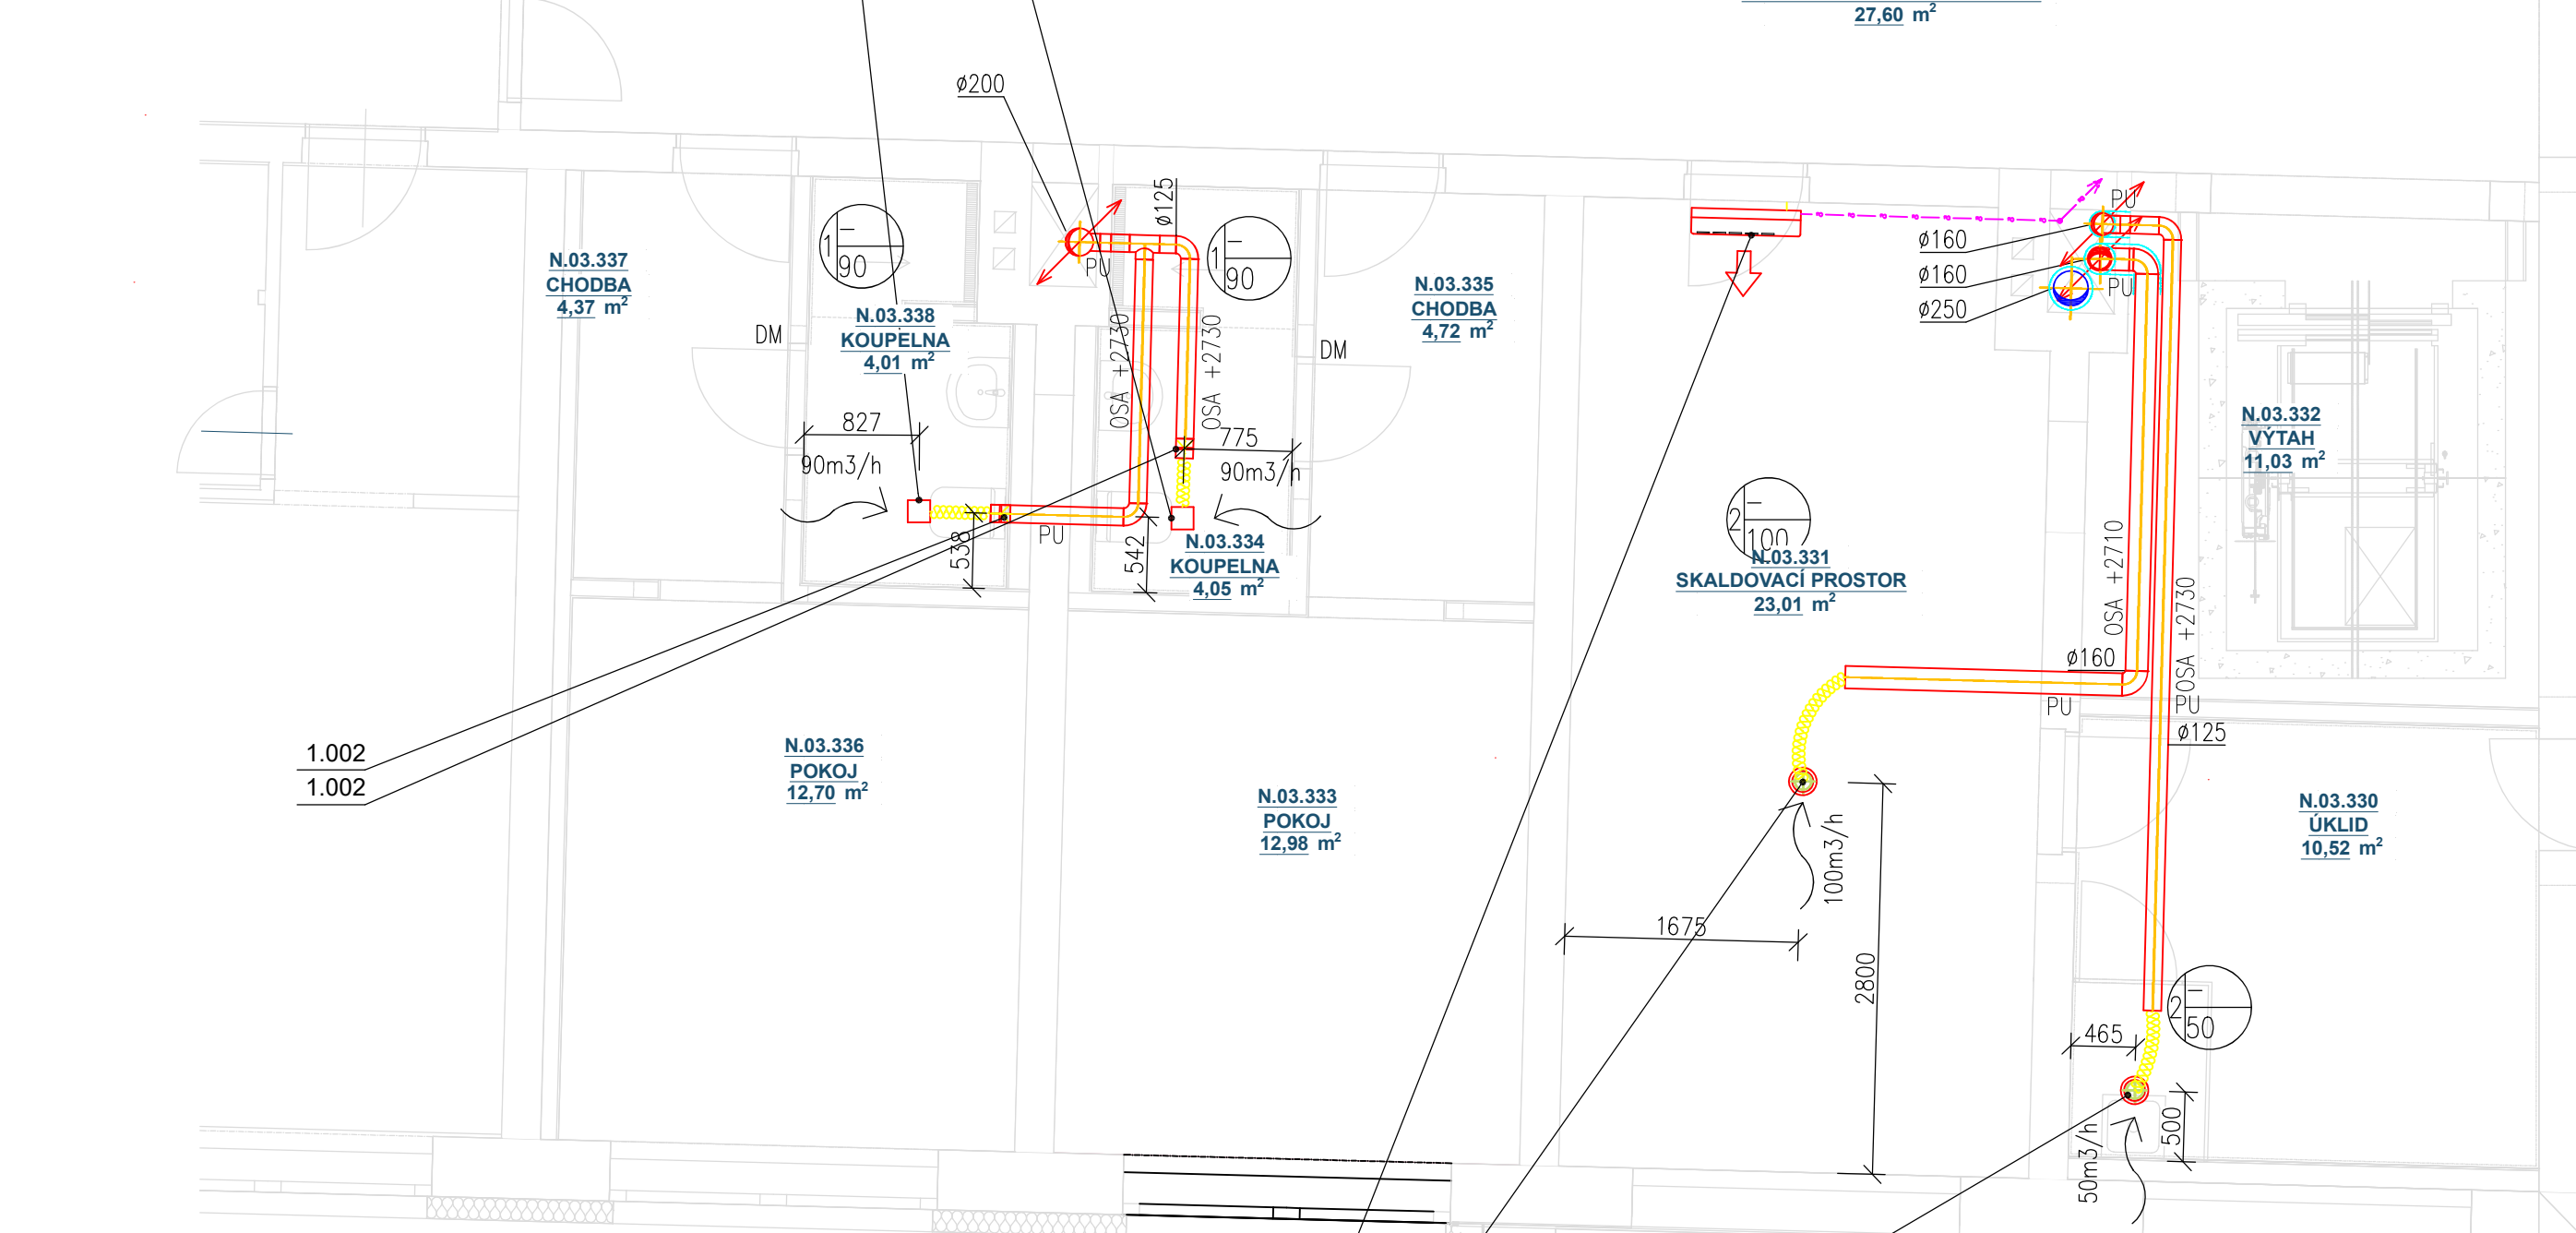 27,60 m²
ø200
ø125
PU
1
–
90
1
–
90
N.03.337
CHODBA
4,37 m²
N.03.338
KOUPELNA
4,01 m²
DM
OSA +2730
OSA +2730
DM
N.03.335
CHODBA
4,72 m²
827
90m3/h
775
90m3/h
538
PU
542
N.03.334
KOUPELNA
4,05 m²
PU
ø160
ø160
ø250
PU
N.03.332
VÝTAH
11,03 m²
2
–
100
N.03.331
SKALDOVACÍ PROSTOR
23,01 m²
OSA +2710
POSA +2730
ø160
PU
PU
ø125
1.002
1.002
N.03.336
POKOJ
12,70 m²
N.03.333
POKOJ
12,98 m²
N.03.330
ÚKLID
10,52 m²
100m3/h
1675
2800
2
–
50
465
500
50m3/h